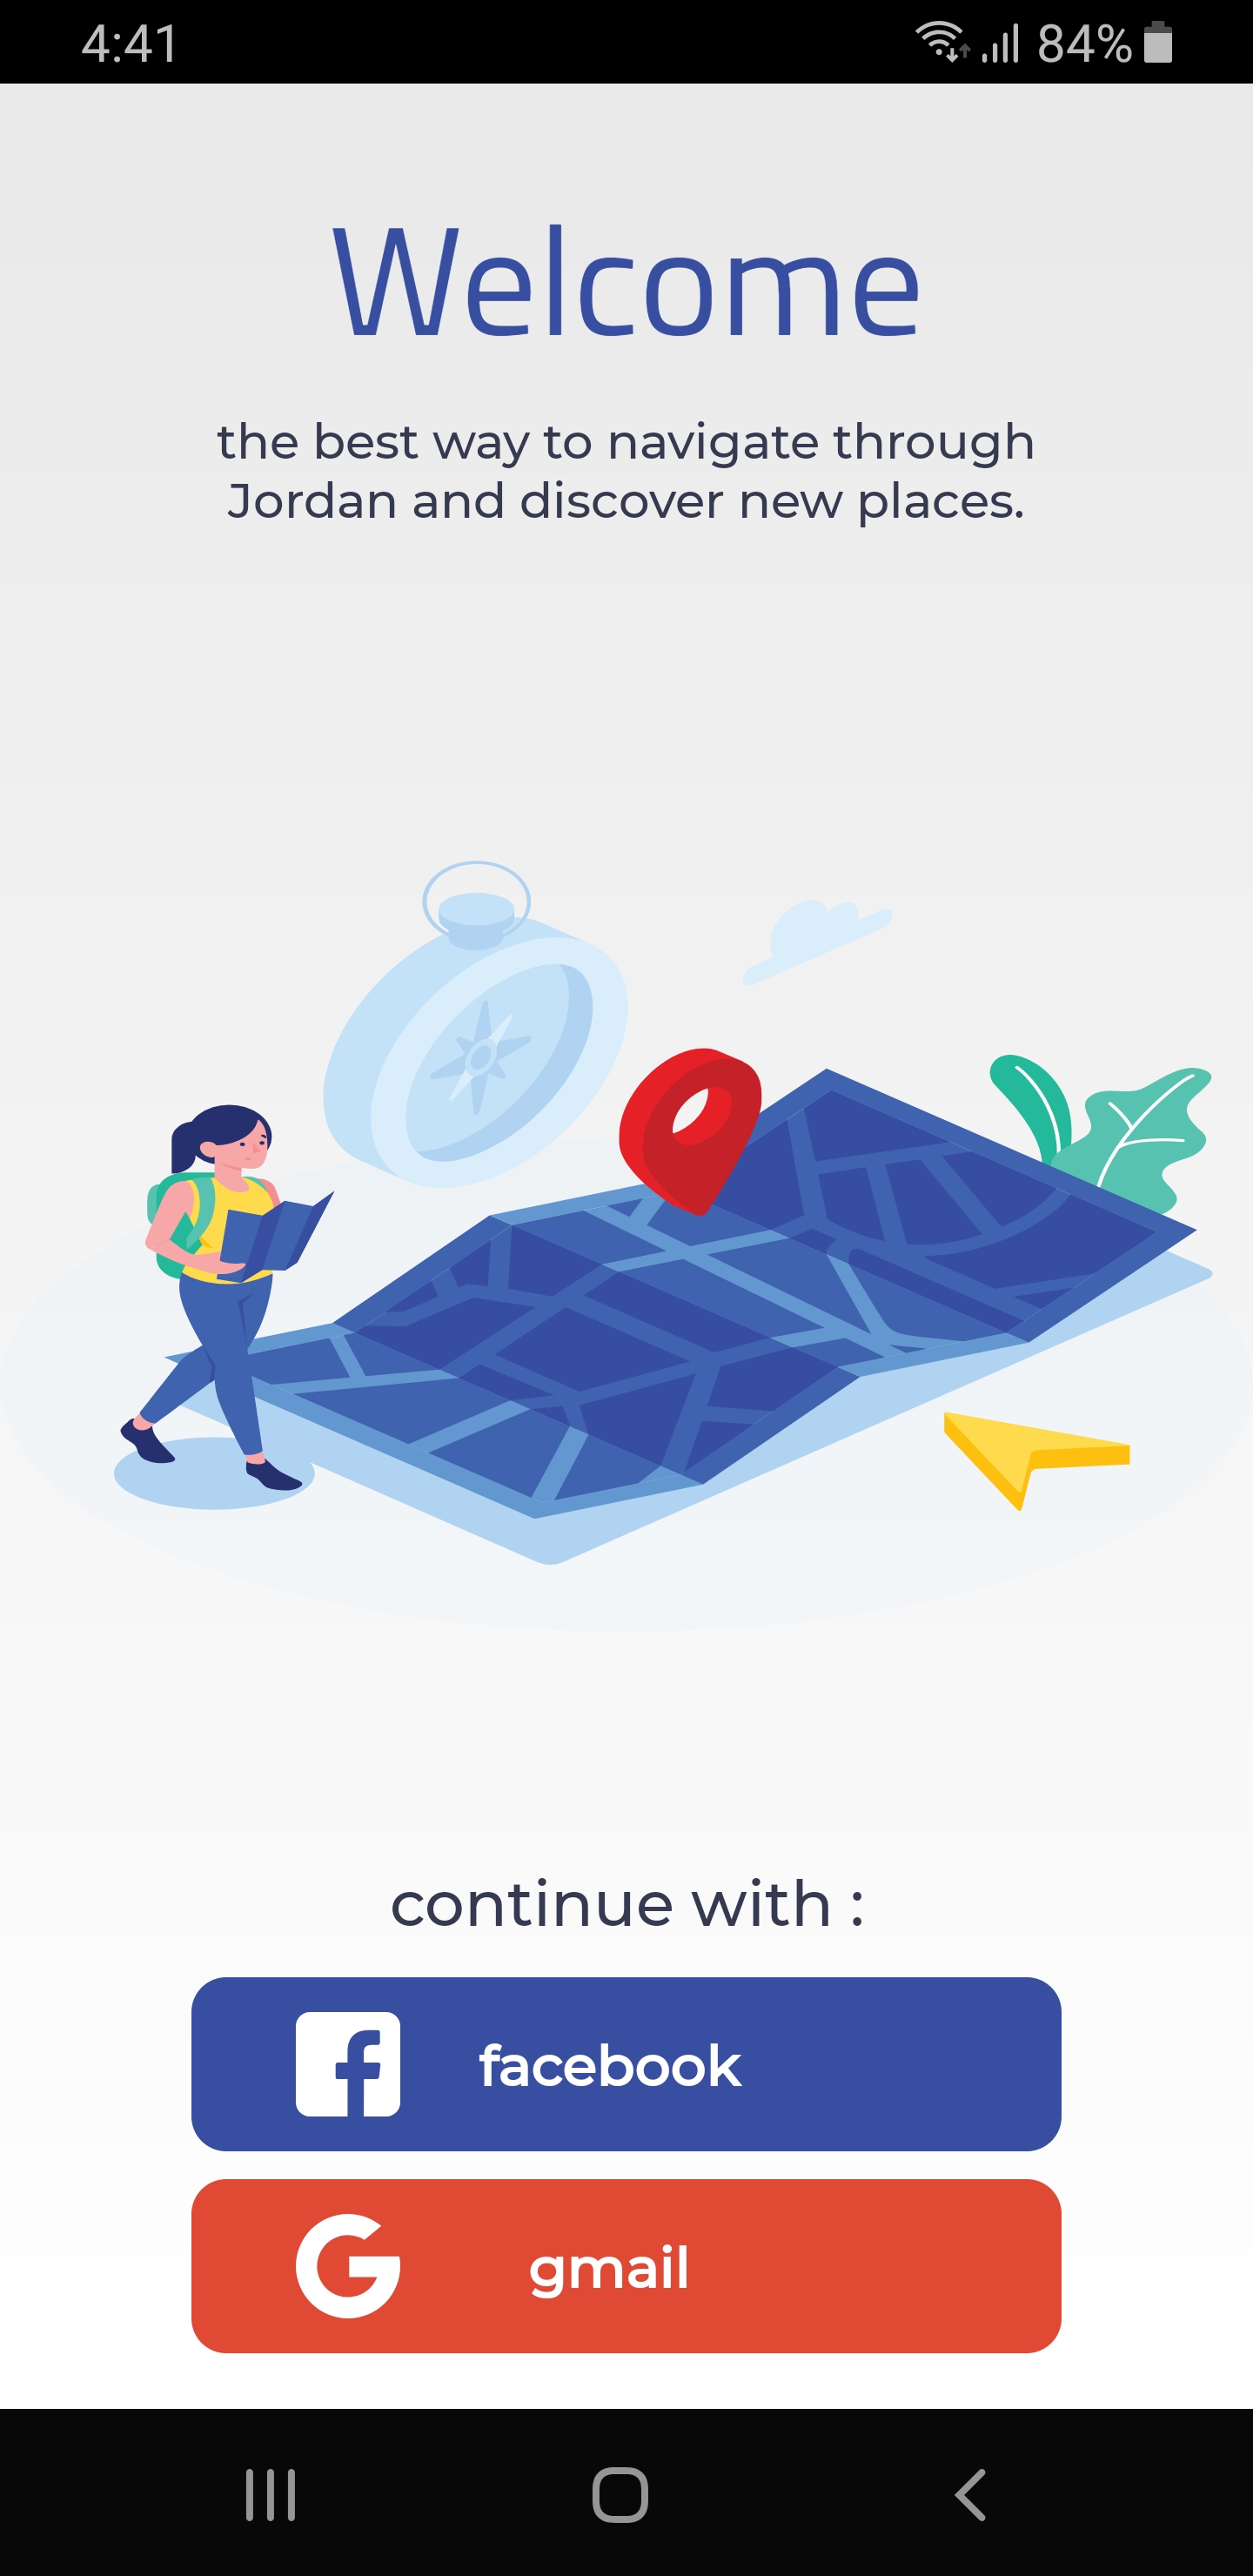 4:41
84%
Welcome
the best way to navigate through
Jordan and discover new places.
continue with :
facebook
gmail